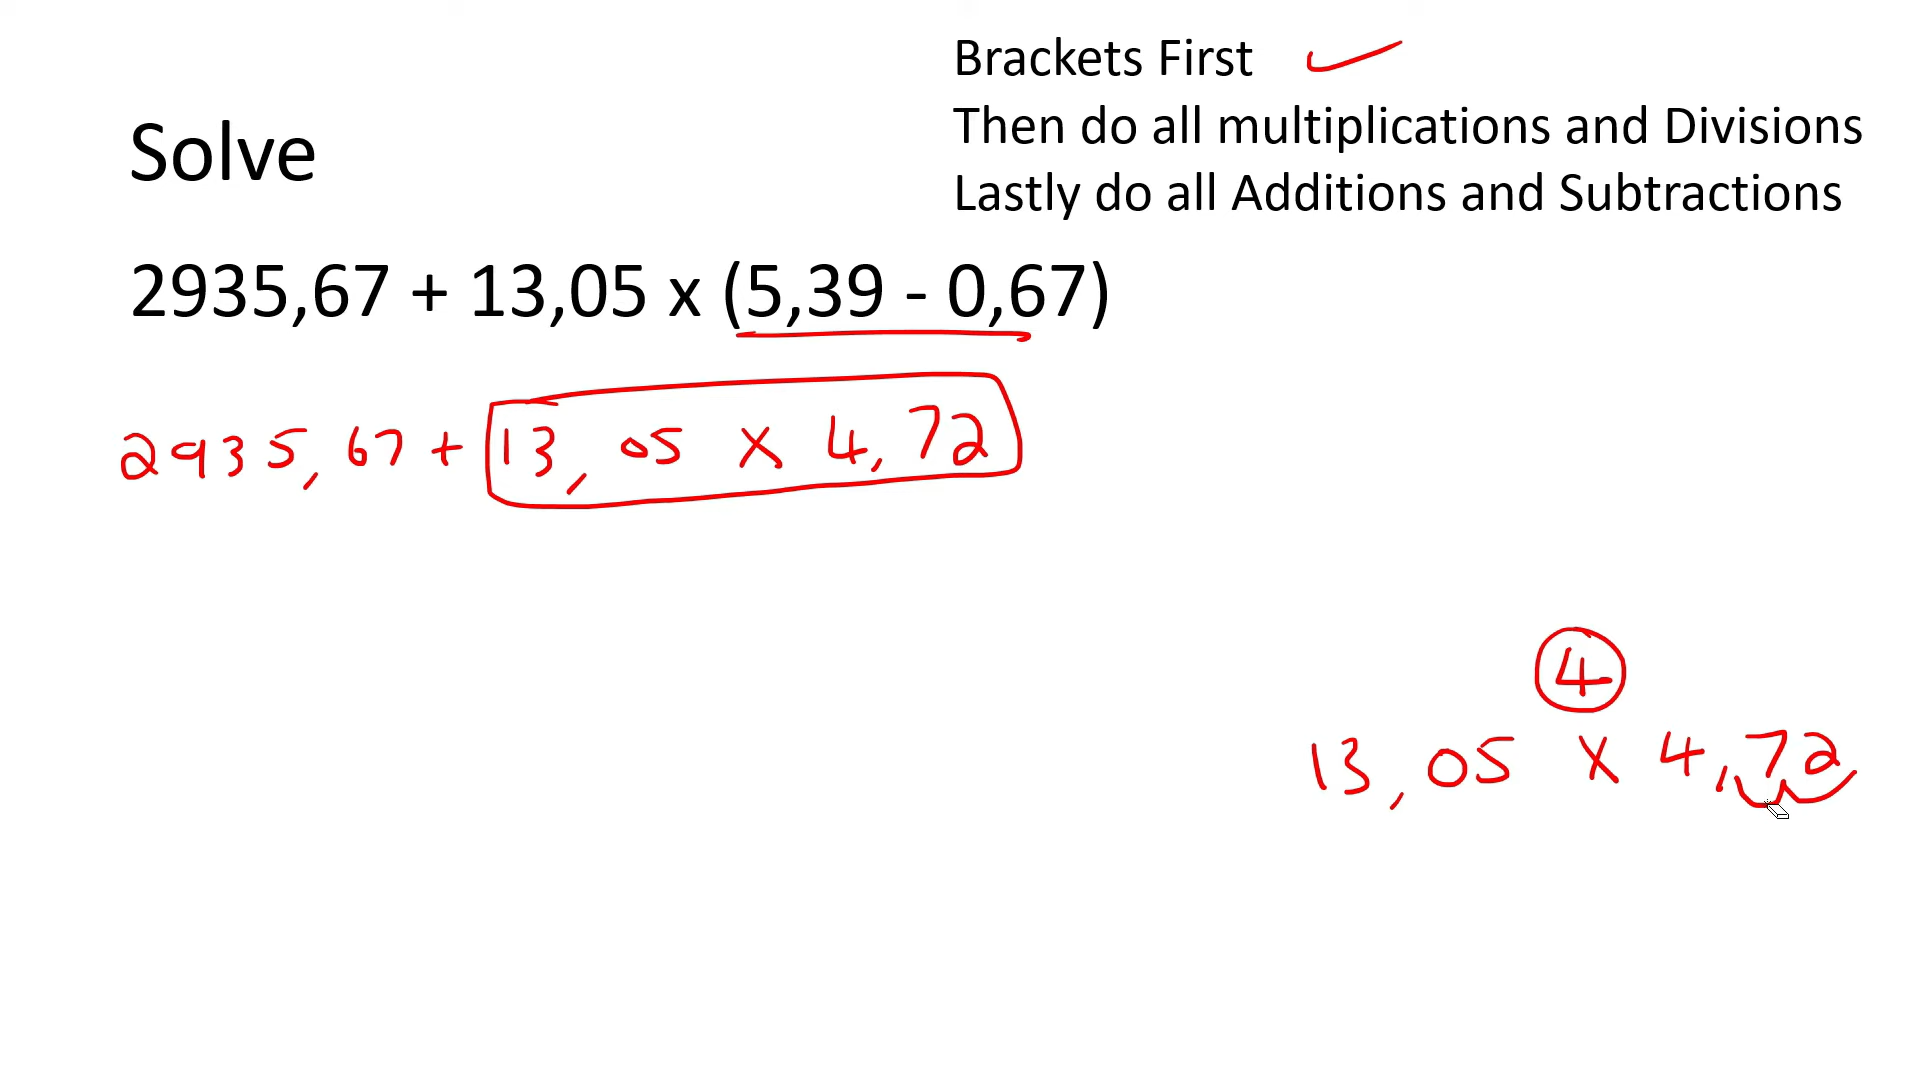 Brackets First
Then do all multiplications and Divisions
Lastly do all Additions and Subtractions
Solve
2935,67 + 13,05 x (5,39 - 0,67)
2935,67 + 13,05 x 4,72
4
13,05 x 4,72